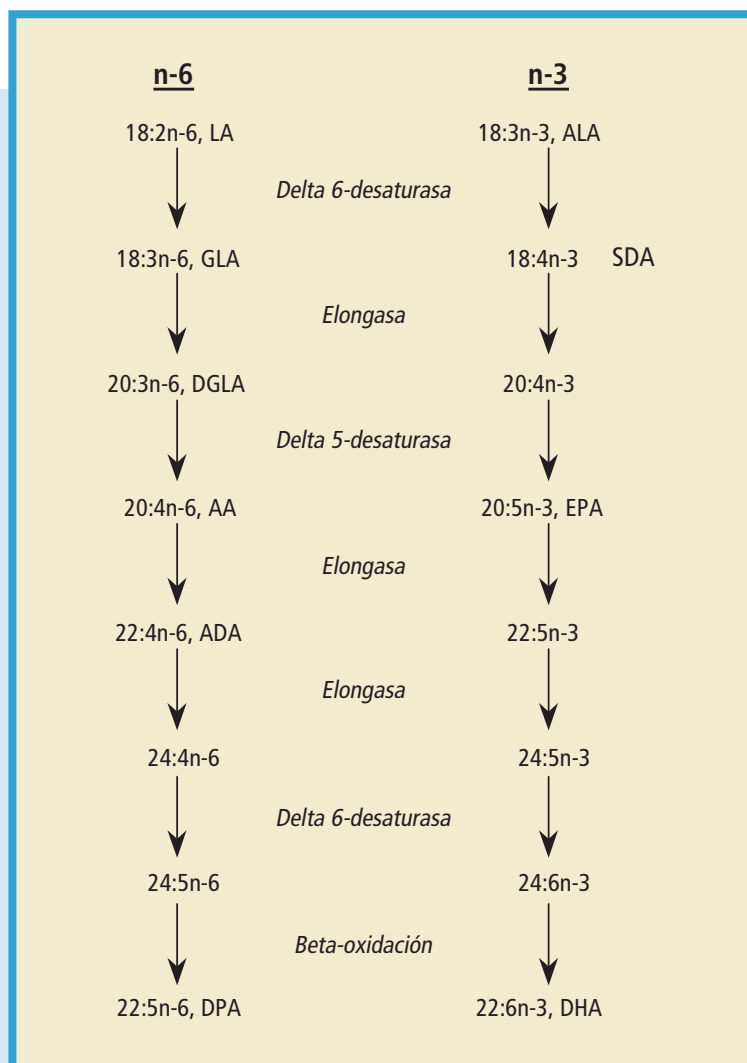 n-6 n-3
18:2n-6, LA 18:3n-3, ALA
Delta 6-desaturasa
18:3n-6, GLA 18:4n-3 SDA
Elongasa
20:3n-6, DGLA 20:4n-3
Delta 5-desaturasa
20:4n-6, AA 20:5n-3, EPA
Elongasa
22:4n-6, ADA 22:5n-3
Elongasa
24:4n-6 24:5n-3
Delta 6-desaturasa
24:5n-6 24:6n-3
Beta-oxidación
22:5n-6, DPA 22:6n-3, DHA